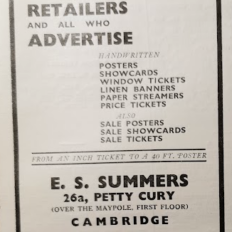 RETAILERS
AND ALL WHO
ADVERTISE
HANDWRITTEN
POSTERS
SHOWCARDS
WINDOW TICKETS
LINEN BANNERS
PAPER STREAMERS
PRICE TICKETS
ALSO
SALE POSTERS
SALE SHOWCARDS
SALE TICKETS
FROM AN INCH TICKET TO A 40 FT. POSTER
E. S. SUMMERS
26a, PETTY CURY
(OVER THE MAYPOLE, FIRST FLOOR)
CAMBRIDGE